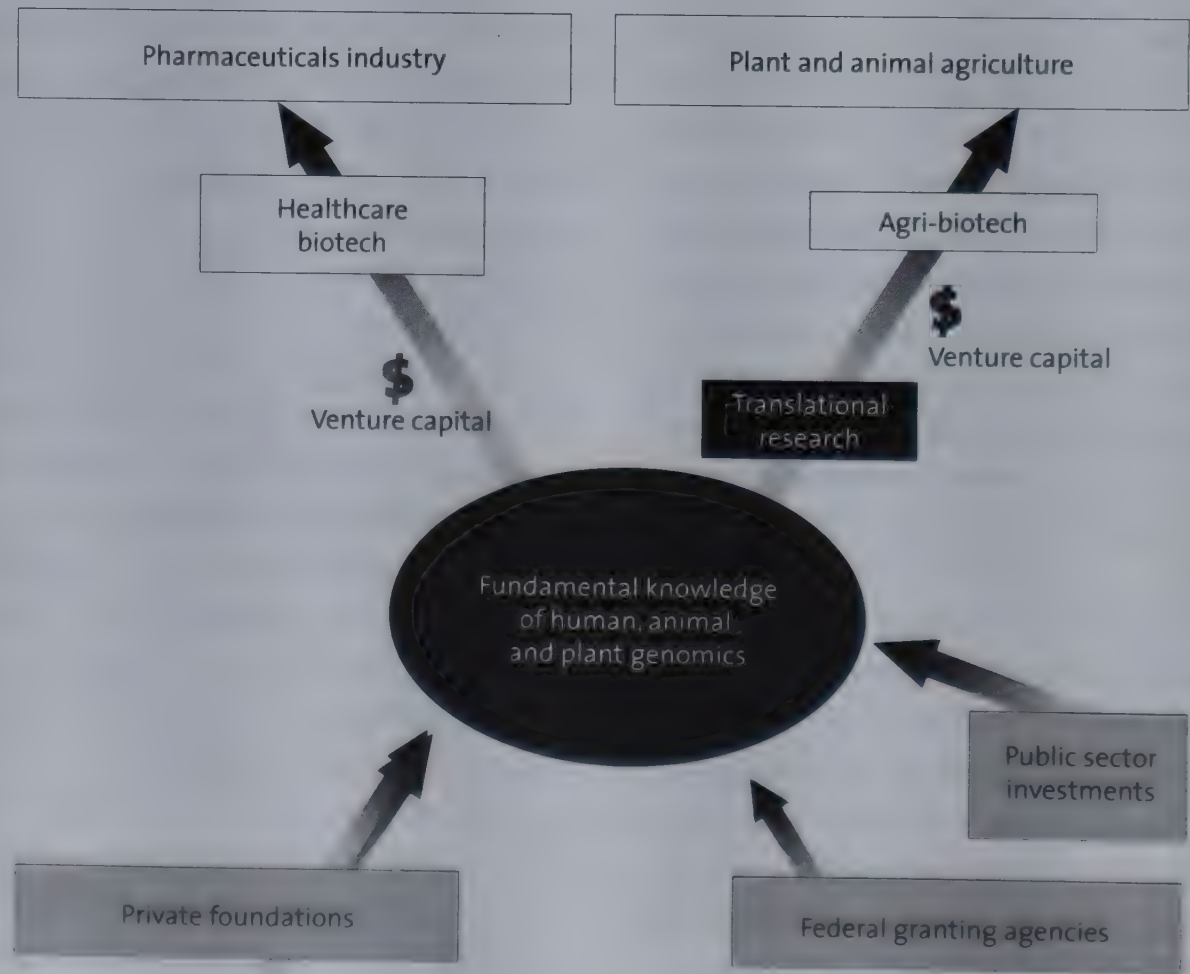 Pharmaceuticals industry
Plant and animal agriculture
Healthcare
biotech
Agri-biotech
$
Venture capital
$
Venture capital
Translational
research
Fundamental knowledge
of human, animal
and plant genomics
Public sector
investments
Private foundations
Federal granting agencies